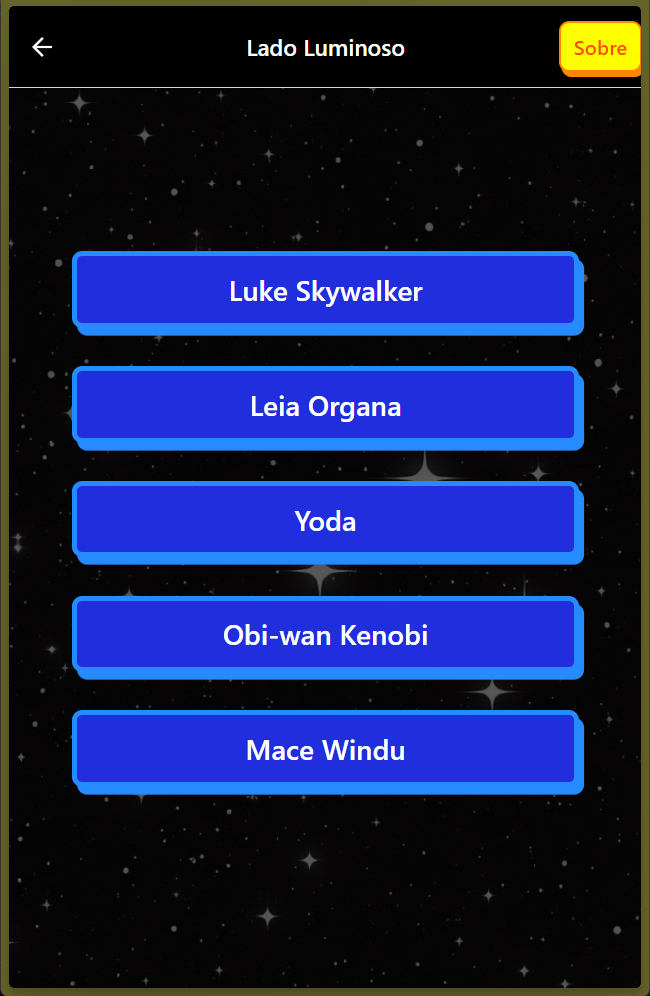 Lado Luminoso
Sobre
Luke Skywalker
Leia Organa
Yoda
Obi-wan Kenobi
Mace Windu